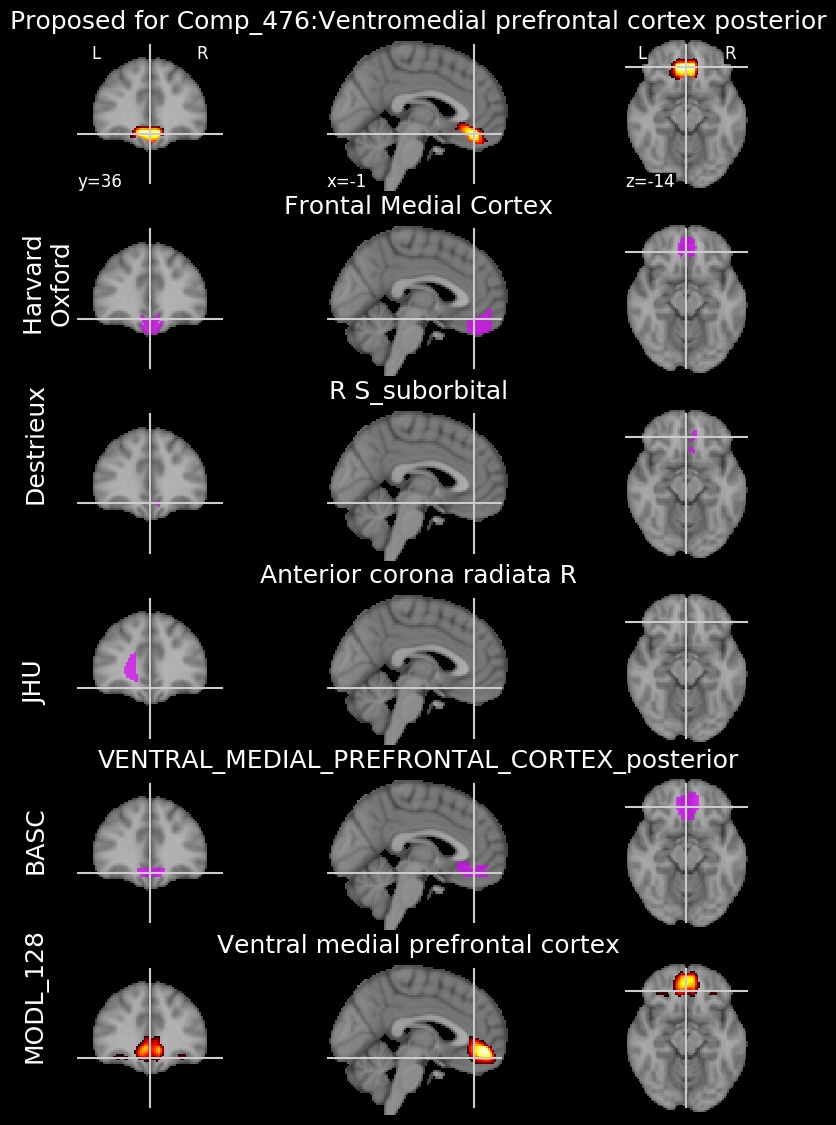 Proposed for Comp_476:Ventromedial prefrontal cortex posterior
L R L R
y=36 x=-1 z=-14
Frontal Medial Cortex
Harvard
Oxford
R S_suborbital
Destrieux
Anterior corona radiata R
JHU
VENTRAL_MEDIAL_PREFRONTAL_CORTEX_posterior
BASC
Ventral medial prefrontal cortex
MODL_128